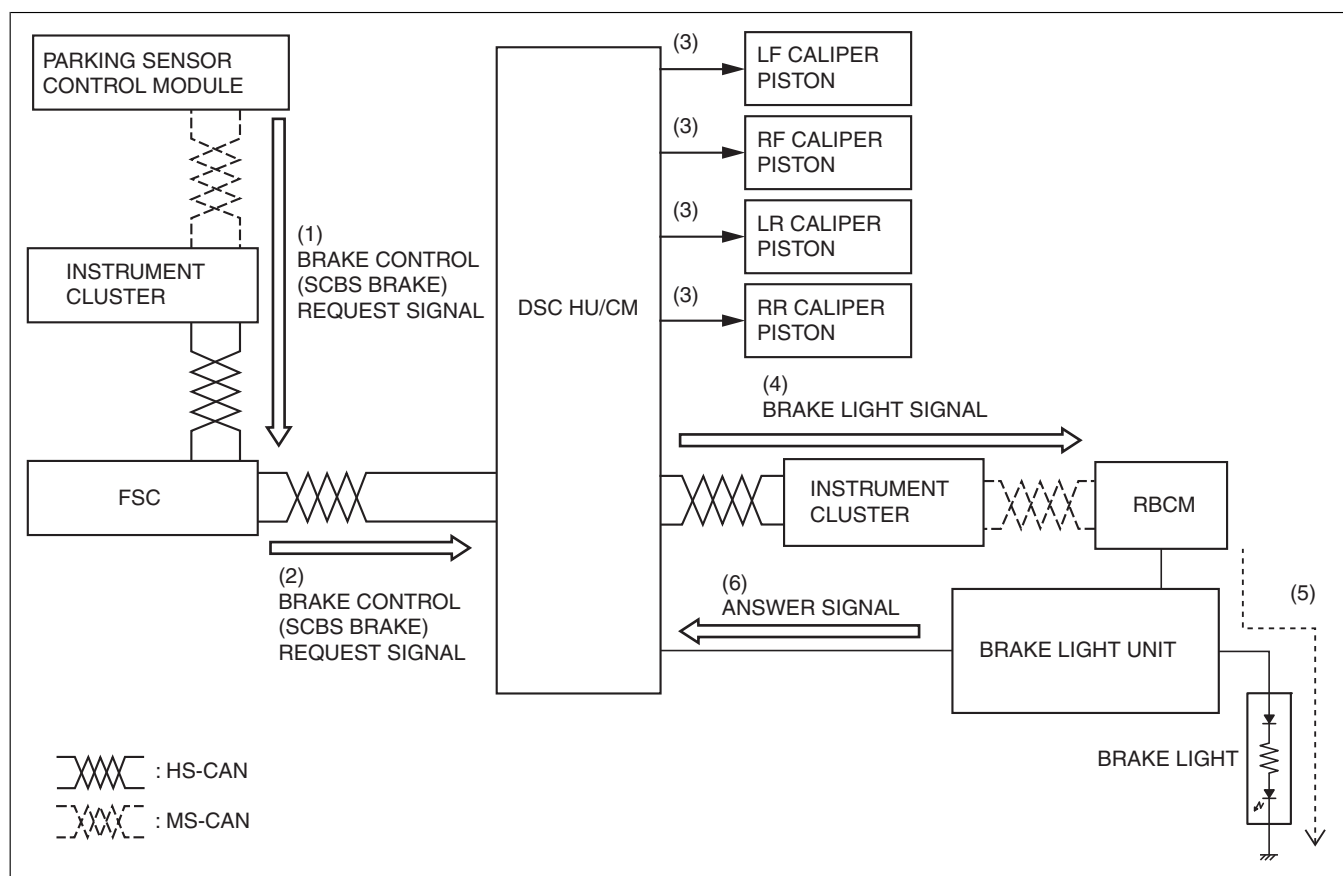 PARKING SENSOR
CONTROL MODULE
(1)
BRAKE CONTROL
(SCBS BRAKE)
REQUEST SIGNAL
INSTRUMENT
CLUSTER
FSC
(2)
BRAKE CONTROL
(SCBS BRAKE)
REQUEST SIGNAL
DSC HU/CM
(3)
LF CALIPER
PISTON
(3)
RF CALIPER
PISTON
(3)
LR CALIPER
PISTON
(3)
RR CALIPER
PISTON
(4)
BRAKE LIGHT SIGNAL
INSTRUMENT
CLUSTER
RBCM
(5)
(6)
ANSWER SIGNAL
BRAKE LIGHT UNIT
BRAKE LIGHT
: HS-CAN
: MS-CAN